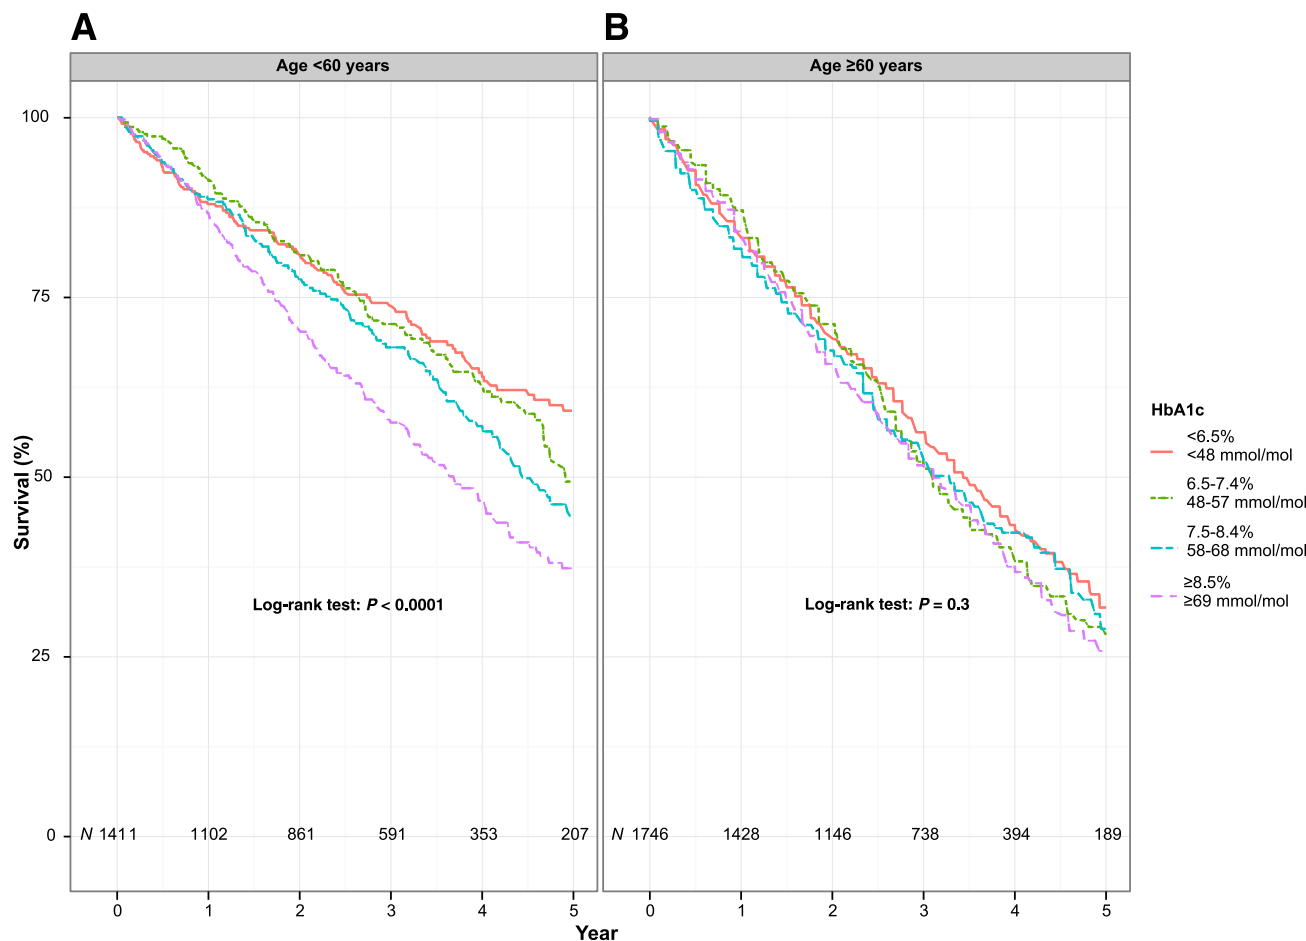 A
B
Age <60 years
Age ≥60 years
100
75
50
25
0
Survival (%)
Log-rank test: P < 0.0001
Log-rank test: P = 0.3
N 1411 1102 861 591 353 207
N 1746 1428 1146 738 394 189
0 1 2 3 4 5
0 1 2 3 4 5
Year
HbA1c
<6.5%
<48 mmol/mol
6.5-7.4%
48-57 mmol/mol
7.5-8.4%
58-68 mmol/mol
≥8.5%
≥69 mmol/mol